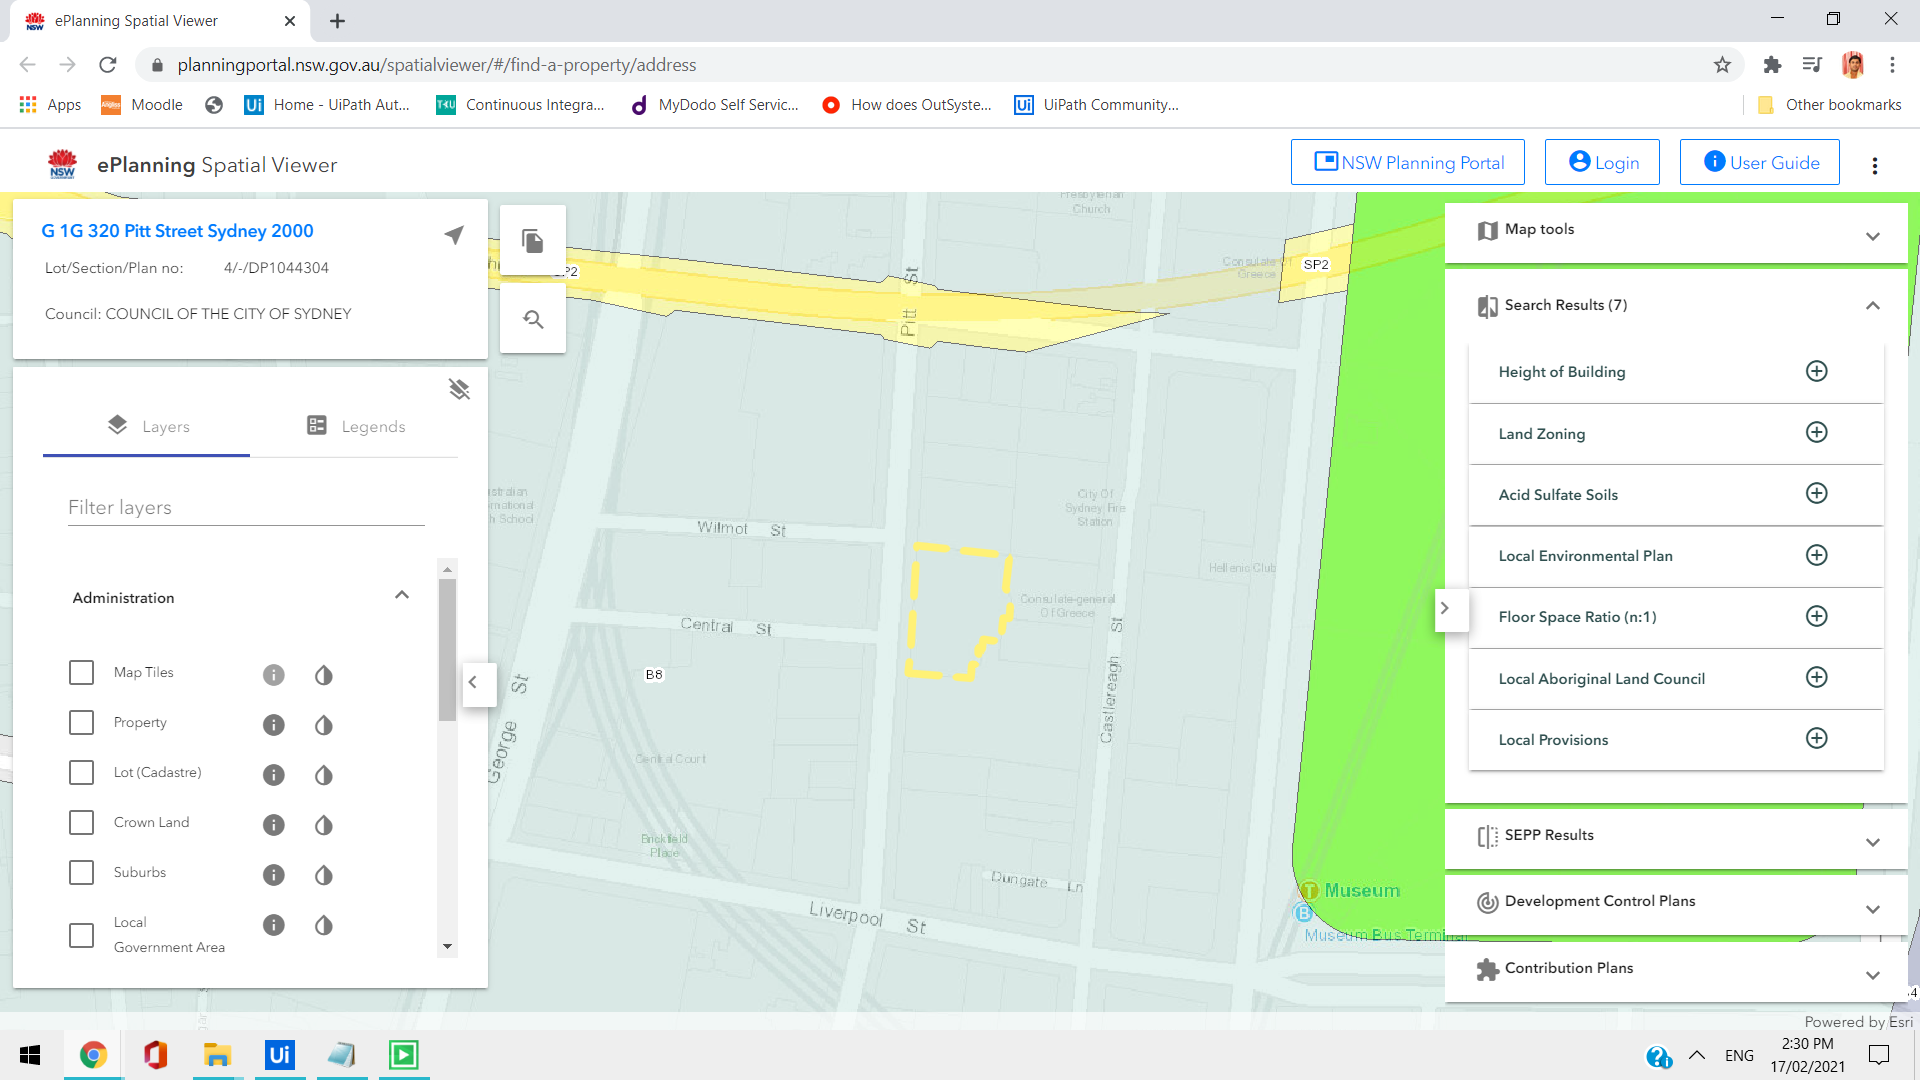 ePlanning Spatial Viewer
planningportal.nsw.gov.au/spatialviewer/#/find-a-property/address
Apps
Moodle
Home - UiPath Aut...
Continuous Integra...
MyDodo Self Servic...
How does OutSyste...
UiPath Community...
Other bookmarks
NSW
ePlanning Spatial Viewer
NSW Planning Portal
Login
User Guide
G 1G 320 Pitt Street Sydney 2000
Lot/Section/Plan no: 4/-/DP1044304
Council: COUNCIL OF THE CITY OF SYDNEY
Layers
Legends
Filter layers
Administration
Map Tiles
Property
Lot (Cadastre)
Crown Land
Suburbs
Local
Government Area
Presbyterian
Church
Consulate Of
Greece
SP2
Pitt St
City Of
Sydney Fire
Station
Wilmot St
Hellenic Club
Consulate-general
Of Greece
Central St
B8
George St
Castlereagh St
Central Court
Brickfield
Place
Dungate Ln
Liverpool St
T Museum
B
Museum Bus Terminal
Map tools
Search Results (7)
Height of Building
Land Zoning
Acid Sulfate Soils
Local Environmental Plan
Floor Space Ratio (n:1)
Local Aboriginal Land Council
Local Provisions
SEPP Results
Development Control Plans
Contribution Plans
Powered by Esri
Ui
ENG
2:30 PM
17/02/2021